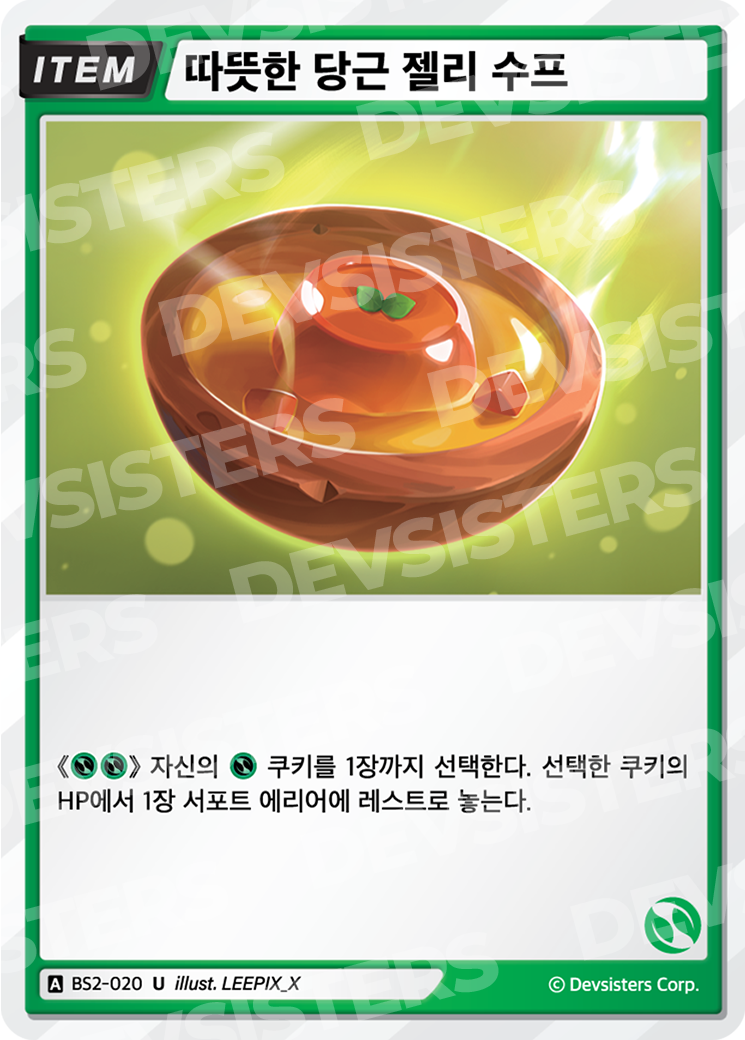 ITEM
따뜻한 당근 젤리 수프
《》 자신의 쿠키를 1장까지 선택한다. 선택한 쿠키의
HP에서 1장 서포트 에리어에 레스트로 놓는다.
A BS2-020 U illust. LEEPIX_X
© Devsisters Corp.
DEVSISTERS